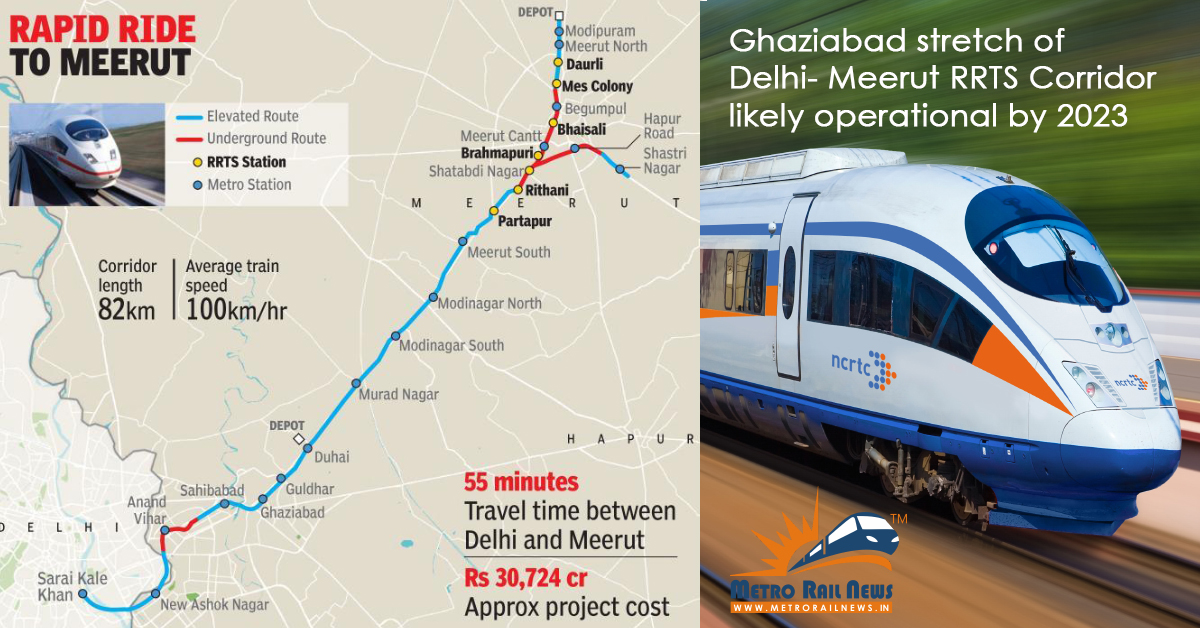 RAPID RIDE
TO MEERUT
Elevated Route
Underground Route
RRTS Station
Metro Station
DEPOT
Modipuram
Meerut North
Daurli
Mes Colony
Begumpul
Bhaisali
Hapur
Road
Meerut Cantt
Brahmapuri
Shastri
Nagar
Shatabdi Nagar
Rithani
MEERUT
Partapur
Meerut South
Corridor
length
82km
Average train
speed
100km/hr
Modinagar North
Modinagar South
Murad Nagar
DEPOT
Duhai
HAPUR
Guldhar
Sahibabad
Ghaziabad
Anand
Vihar
DELHI
Sarai Kale
Khan
New Ashok Nagar
55 minutes
Travel time between
Delhi and Meerut
Rs 30,724 cr
Approx project cost
Ghaziabad stretch of
Delhi- Meerut RRTS Corridor
likely operational by 2023
ncrtc
ncrtc
TM
METRO RAIL NEWS
WWW.METRORAILNEWS.IN